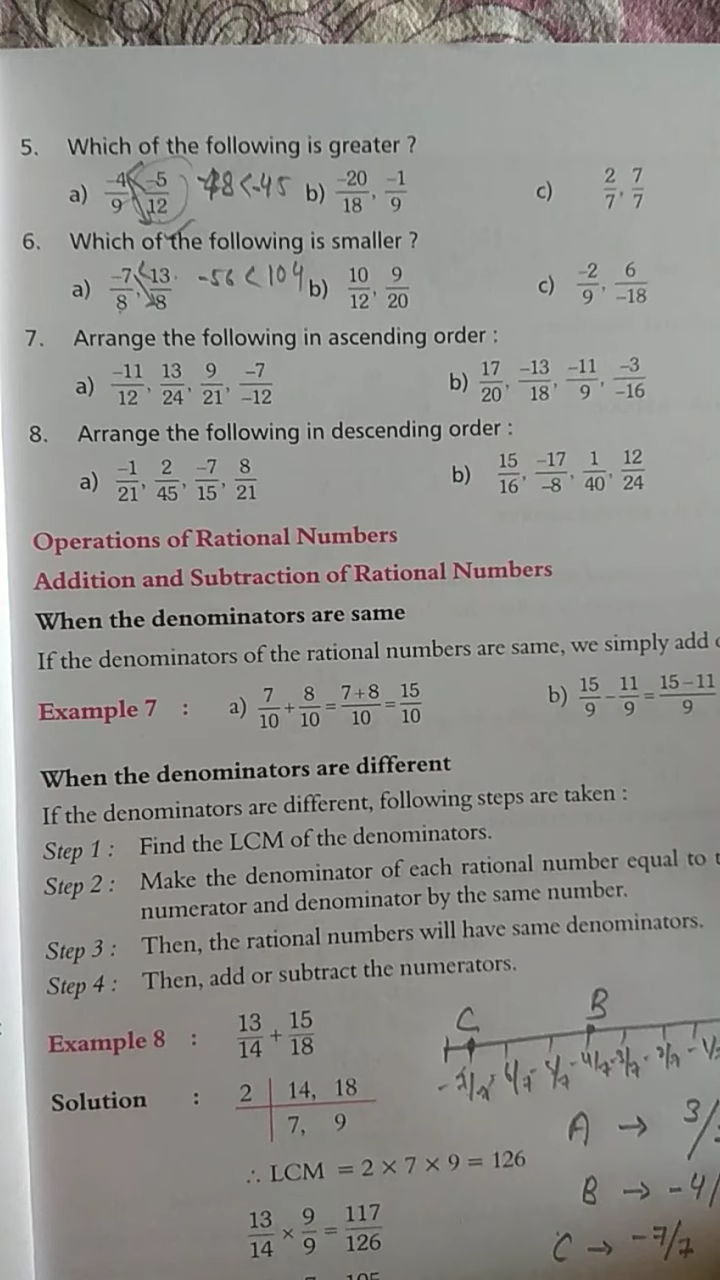 5. Which of the following is greater ?
a) -4/9, -5/12 -48<-45 b) -20/18, -1/9 c) 2/7, 7/7
6. Which of the following is smaller ?
a) -7/8, 13/8 -56 < 104 b) 10/12, 9/20 c) -2/9, 6/-18
7. Arrange the following in ascending order :
a) -11/12, 13/24, 9/21, -7/-12 b) 17/20, -13/18, -11/9, -3/-16
8. Arrange the following in descending order :
a) -1/21, 2/45, -7/15, 8/21 b) 15/16, -17/-8, 1/40, 12/24
Operations of Rational Numbers
Addition and Subtraction of Rational Numbers
When the denominators are same
If the denominators of the rational numbers are same, we simply add
Example 7 : a) 7/10 + 8/10 = 7+8/10 = 15/10 b) 15/9 - 11/9 = 15-11/9
When the denominators are different
If the denominators are different, following steps are taken :
Step 1 : Find the LCM of the denominators.
Step 2 : Make the denominator of each rational number equal to
numerator and denominator by the same number.
Step 3 : Then, the rational numbers will have same denominators.
Step 4 : Then, add or subtract the numerators.
Example 8 : 13/14 + 15/18
C B
Solution : 2 | 14, 18
7, 9
A →
∴ LCM = 2 × 7 × 9 = 126
B → -4/
13/14 × 9/9 = 117/126
C → -7/7